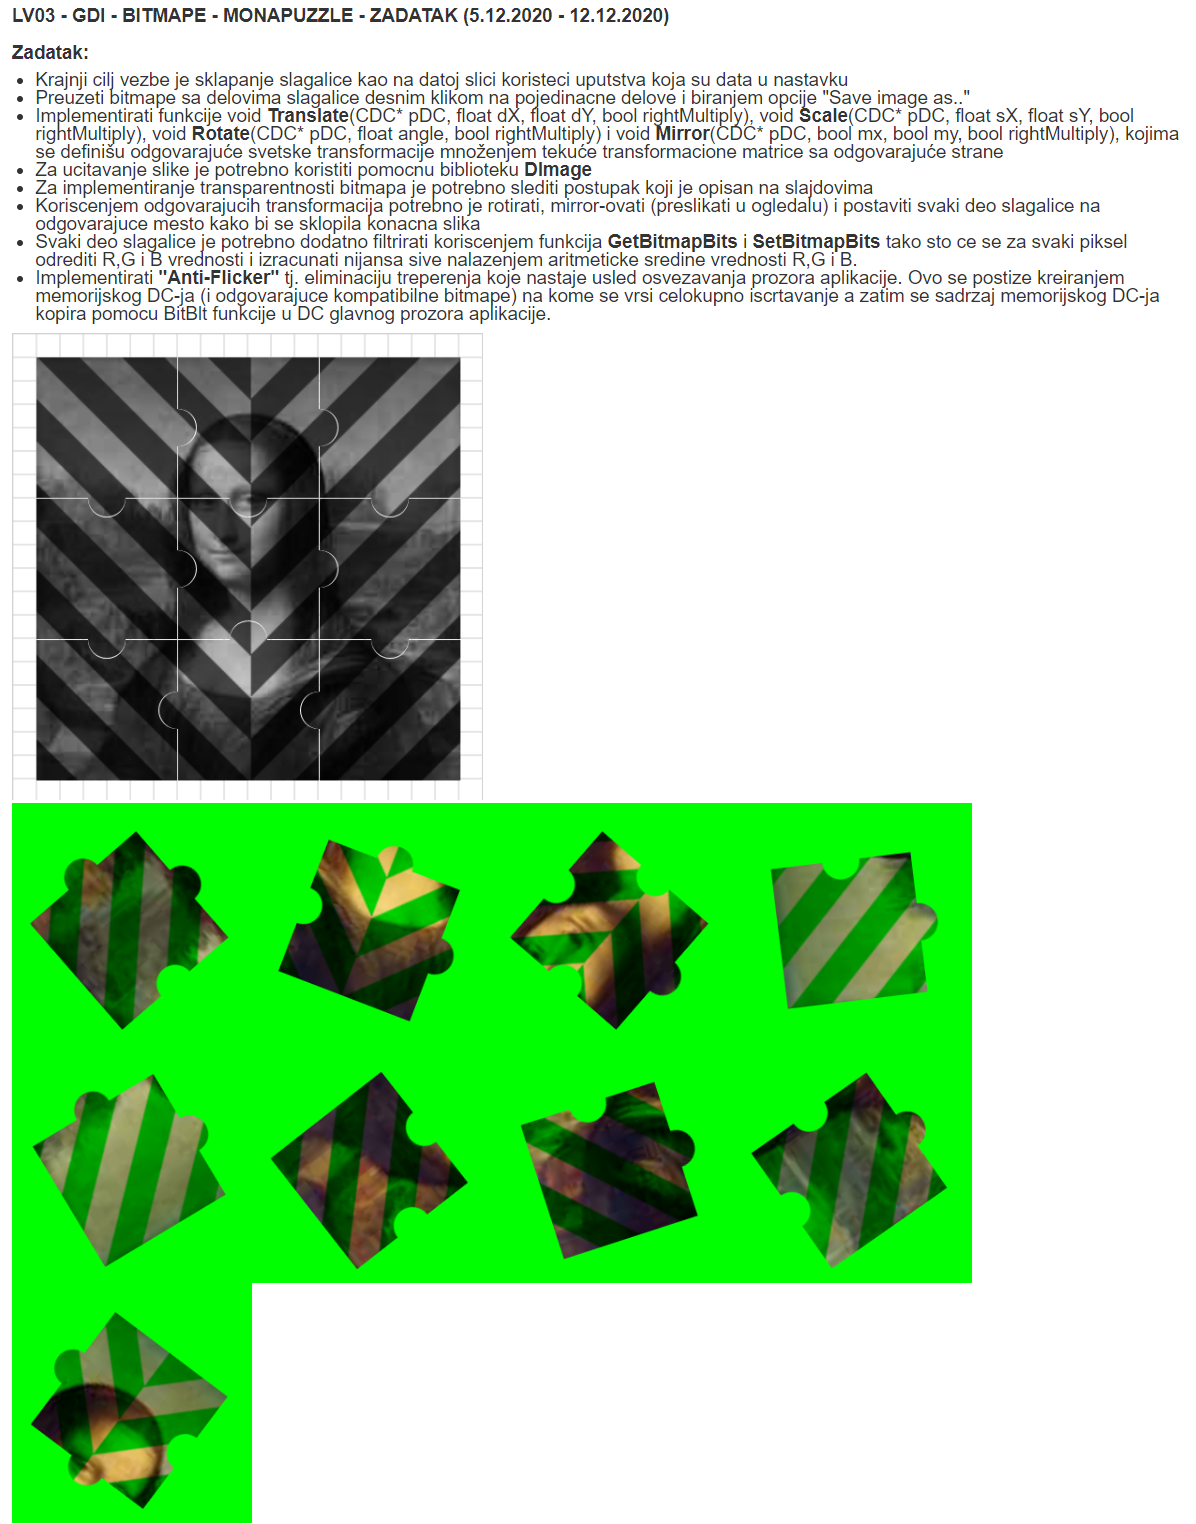 LV03 - GDI - BITMAPE - MONAPUZZLE - ZADATAK (5.12.2020 - 12.12.2020)
Zadatak:
• Krajnji cilj vezbe je sklapanje slagalice kao na datoj slici koristeci uputstva koja su data u nastavku
• Preuzeti bitmape sa delovima slagalice desnim klikom na pojedinacne delove i biranjem opcije "Save image as.."
• Implementirati funkcije void Translate(CDC* pDC, float dX, float dY, bool rightMultiply), void Scale(CDC* pDC, float sX, float sY, bool
rightMultiply), void Rotate(CDC* pDC, float angle, bool rightMultiply) i void Mirror(CDC* pDC, bool mx, bool my, bool rightMultiply), kojima
se definišu odgovarajuće svetske transformacije množenjem tekuće transformacione matrice sa odgovarajuće strane
• Za ucitavanje slike je potrebno koristiti pomocnu biblioteku DImage
• Za implementiranje transparentnosti bitmapa je potrebno slediti postupak koji je opisan na slajdovima
• Koriscenjem odgovarajucih transformacija potrebno je rotirati, mirror-ovati (preslikati u ogledalu) i postaviti svaki deo slagalice na
odgovarajuce mesto kako bi se sklopila konacna slika
• Svaki deo slagalice je potrebno dodatno filtrirati koriscenjem funkcija GetBitmapBits i SetBitmapBits tako sto ce se za svaki piksel
odrediti R,G i B vrednosti i izracunati nijansa sive nalazenjem aritmeticke sredine vrednosti R,G i B.
• Implementirati "Anti-Flicker" tj. eliminaciju treperenja koje nastaje usled osvezavanja prozora aplikacije. Ovo se postize kreiranjem
memorijskog DC-ja (i odgovarajuce kompatibilne bitmape) na kome se vrsi celokupno iscrtavanje a zatim se sadrzaj memorijskog DC-ja
kopira pomocu BitBlt funkcije u DC glavnog prozora aplikacije.